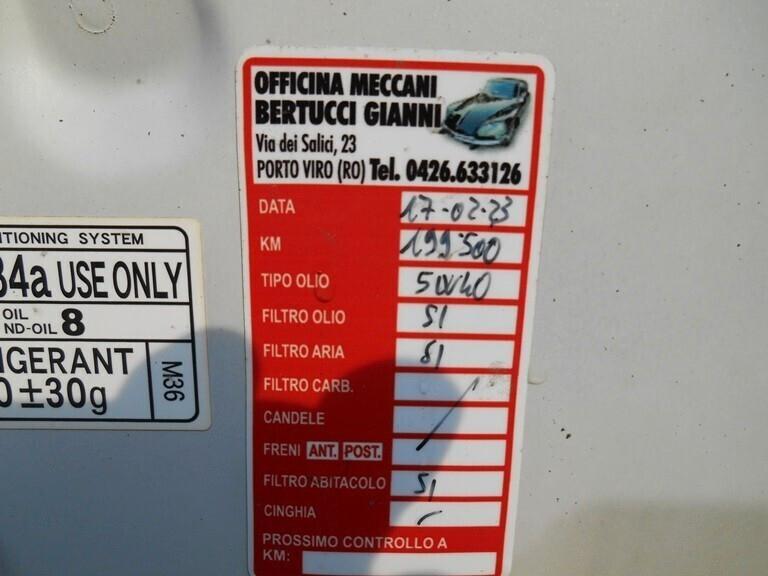 OFFICINA MECCANI
BERTUCCI GIANNI
Via dei Salici, 23
PORTO VIRO (RO) Tel. 0426.633126
DATA 17-02-23
KM 199500
TIPO OLIO 5W40
FILTRO OLIO SI
FILTRO ARIA SI
FILTRO CARB.
CANDELE
FRENI ANT. POST.
FILTRO ABITACOLO SI
CINGHIA
PROSSIMO CONTROLLO A
KM:
ITIONING SYSTEM
34a USE ONLY
OIL
ND-OIL 8
IGERANT
0±30g
M36